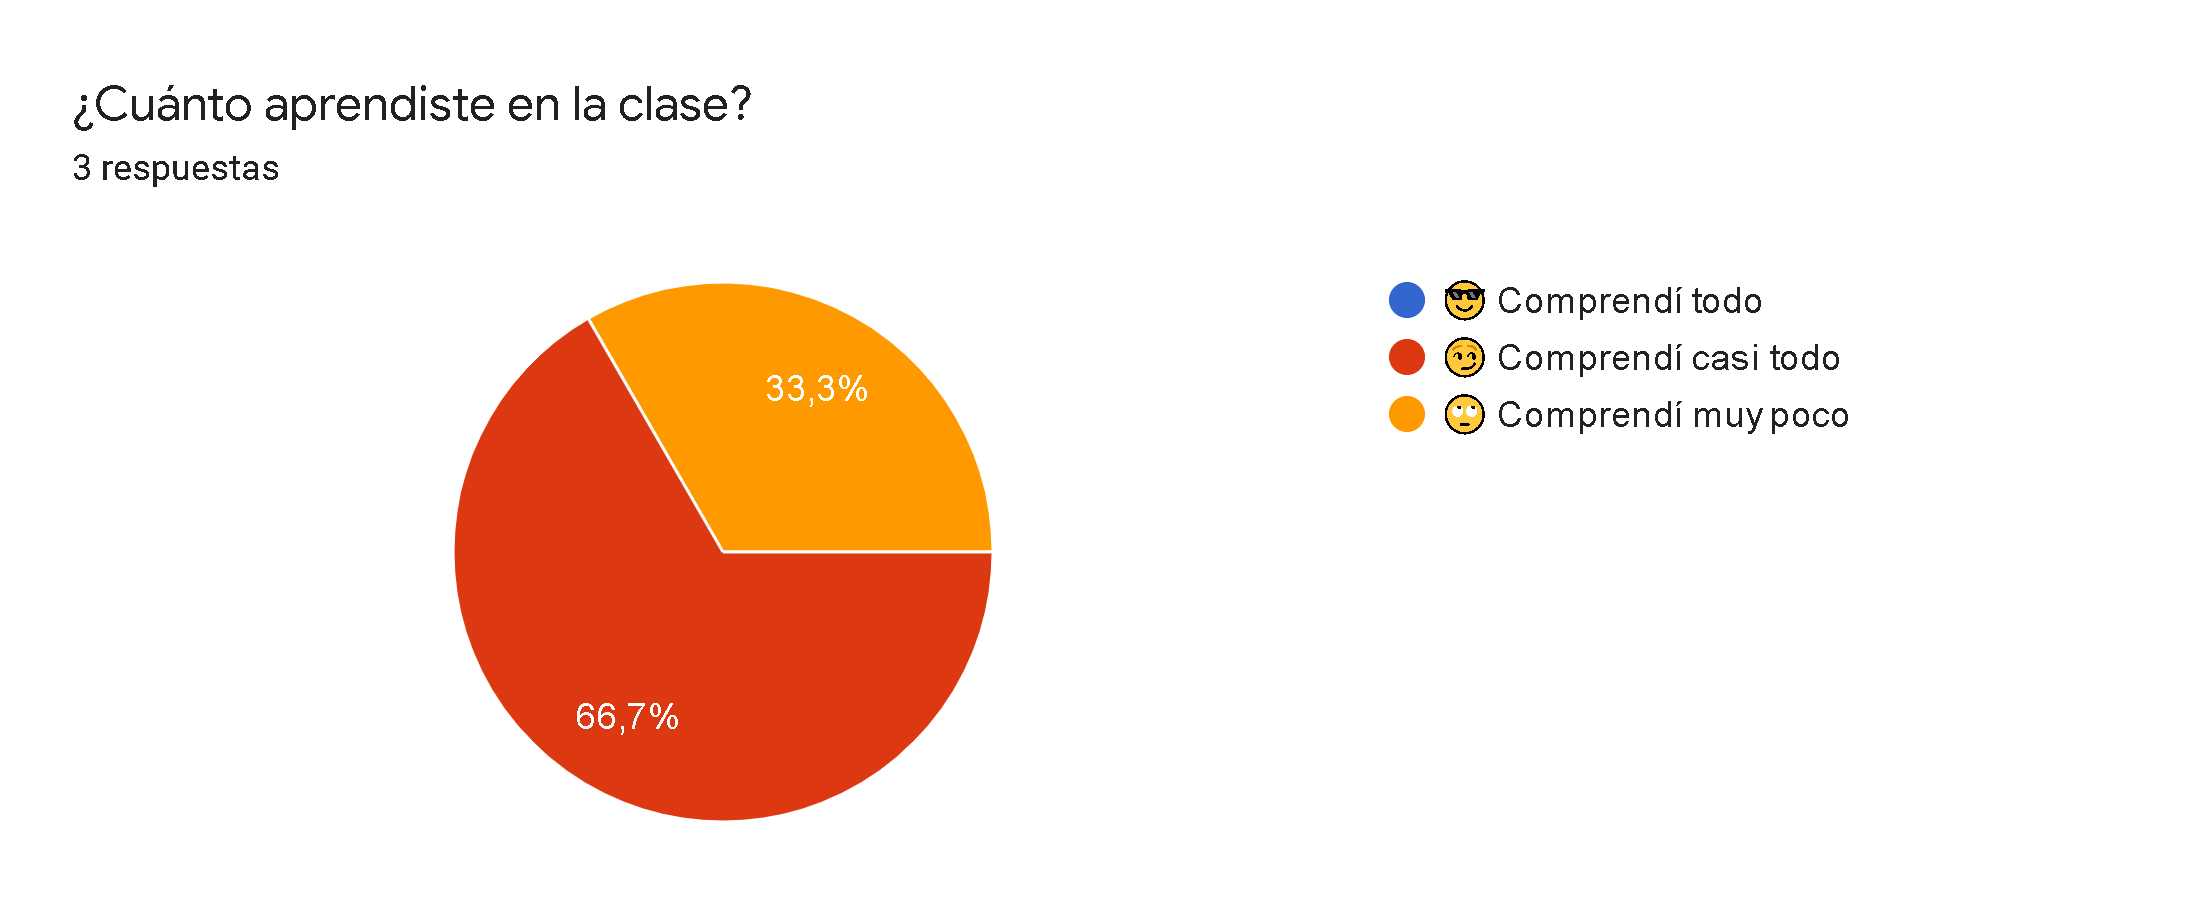 ¿Cuánto aprendiste en la clase?
3 respuestas
😎 Comprendí todo
😏 Comprendí casi todo
🙄 Comprendí muy poco
33,3%
66,7%